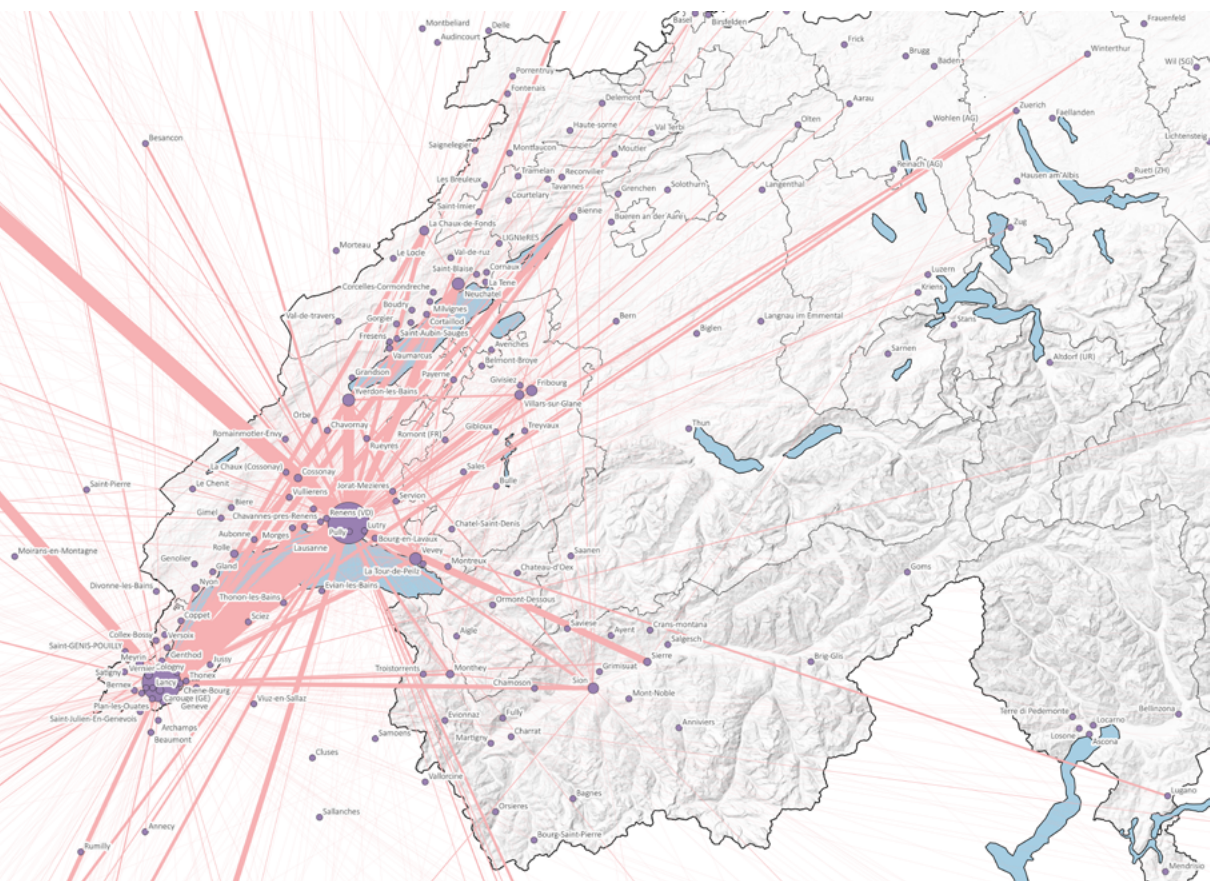 Montbeliard
Delle
Audincourt
Basel
Birsfelden
Frauenfeld
Frick
Brugg
Baden
Winterthur
Wil (SG)
Porrentruy
Fontenais
Delemont
Aarau
Zuerich
Faellanden
Besancon
Haute-sorne
Val Terbi
Olten
Wohlen (AG)
Lichtensteig
Saignelegier
Montfaucon
Moutier
Reinach (AG)
Les Breuleux
Tramelan
Reconvilier
Tavannes
Grenchen
Solothurn
Langenthal
Hausen am Albis
Rueti (ZH)
Courtelary
Saint-Imier
Bienne
Bueren an der Aare
La Chaux-de-Fonds
Zug
Morteau
LIGNIeRES
Le Locle
Val-de-ruz
Saint-Blaise
Cornaux
La Tene
Luzern
Kriens
Corcelles-Cormondreche
Neuchatel
Boudry
Milvignes
Val-de-travers
Gorgier
Cortaillod
Bern
Langnau im Emmental
Stans
Fresens
Saint-Aubin-Sauges
Biglen
Avenches
Vaumarcus
Belmont-Broye
Sarnen
Altdorf (UR)
Grandson
Payerne
Givisiez
Fribourg
Yverdon-les-Bains
Villars-sur-Glane
Orbe
Chavornay
Romainmotier-Envy
Romont (FR)
Gibloux
Treyvaux
Thun
Rueyres
La Chaux (Cossonay)
Cossonay
Sales
Saint-Pierre
Le Chenit
Vullierens
Jorat-Mezieres
Servion
Bulle
Biere
Gimel
Chavannes-pres-Renens
Renens (VD)
Lutry
Chatel-Saint-Denis
Aubonne
Morges
Pully
Bourg-en-Lavaux
Rolle
Lausanne
Vevey
Saanen
Morirans-en-Montagne
Genolier
Gland
La Tour-de-Peilz
Montreux
Chateau-d'Oex
Goms
Divonne-les-Bains
Nyon
Evian-les-Bains
Thonon-les-Bains
Ormont-Dessous
Coppet
Sciez
Saviese
Crans-montana
Collex-Bossy
Versoix
Aigle
Ayent
Salgesch
Saint-GENIS-POUILLY
Genthod
Meyrin
Jussy
Sierre
Brig-Glis
Satigny
Vernier
Cologny
Thonex
Troistorrents
Monthey
Grimisuat
Bernex
Lancy
Chene-Bourg
Chamoson
Sion
Carouge (GE)
Mont-Noble
Plan-les-Ouates
Geneve
Viuz-en-Sallaz
Saint-Julien-En-Genevois
Evionnaz
Fully
Anniviers
Terre di Pedemonte
Locarno
Bellinzona
Archamps
Beaumont
Samoens
Martigny
Charrat
Losone
Ascona
Cluses
Vallorcine
Lugano
Sallanches
Orsieres
Bagnes
Annecy
Bourg-Saint-Pierre
Rumilly
Mendrisio